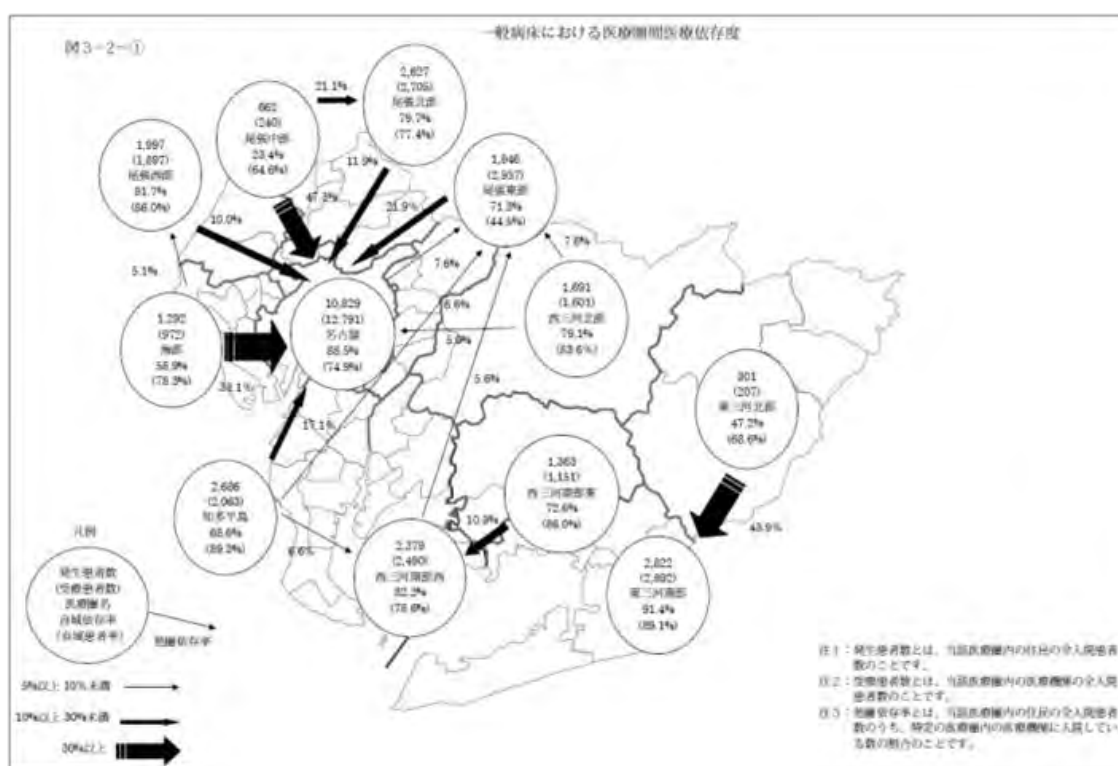 一般病床における医療圏間医療依存度
図3-2-①
21.1%
2,627
(2,705)
尾張北部
79.7%
(77.4%)
662
(240)
尾張中部
23.4%
(64.6%)
1,997
(1,897)
尾張西部
81.7%
(86.0%)
11.9%
1,846
(2,957)
尾張東部
71.3%
47.3%
21.9%
10.0%
7.8%
7.6%
5.1%
6.6%
1,691
(1,601)
西三河北部
79.1%
(83.6%)
10,829
(12,791)
名古屋
88.5%
(74.9%)
1,292
(972)
海部
(78.3%)
5.6%
301
(207)
東三河北部
47.2%
(68.6%)
17.1%
1,363
(1,151)
西三河南部東
72.6%
(86.0%)
2,686
(2,063)
知多半島
68.6%
(89.3%)
10.9%
43.9%
6.6%
2,379
西三河南部西
82.2%
(78.6%)
2,822
(2,892)
東三河南部
91.4%
(89.1%)
凡例
発生患者数
(受療患者数)
医療圏名
自域依存率
(自域患者率)
他圏依存率
5%以上 10%未満
10%以上 30%未満
30%以上
注1:発生患者数とは、当該医療圏内の住民の全入院患者
数のことです。
注2:受療患者数とは、当該医療圏内の医療機関の全入院
患者数のことです。
注3:他圏依存率とは、当該医療圏内の住民の全入院患者
数のうち、特定の医療圏内の医療機関に入院してい
る数の割合のことです。